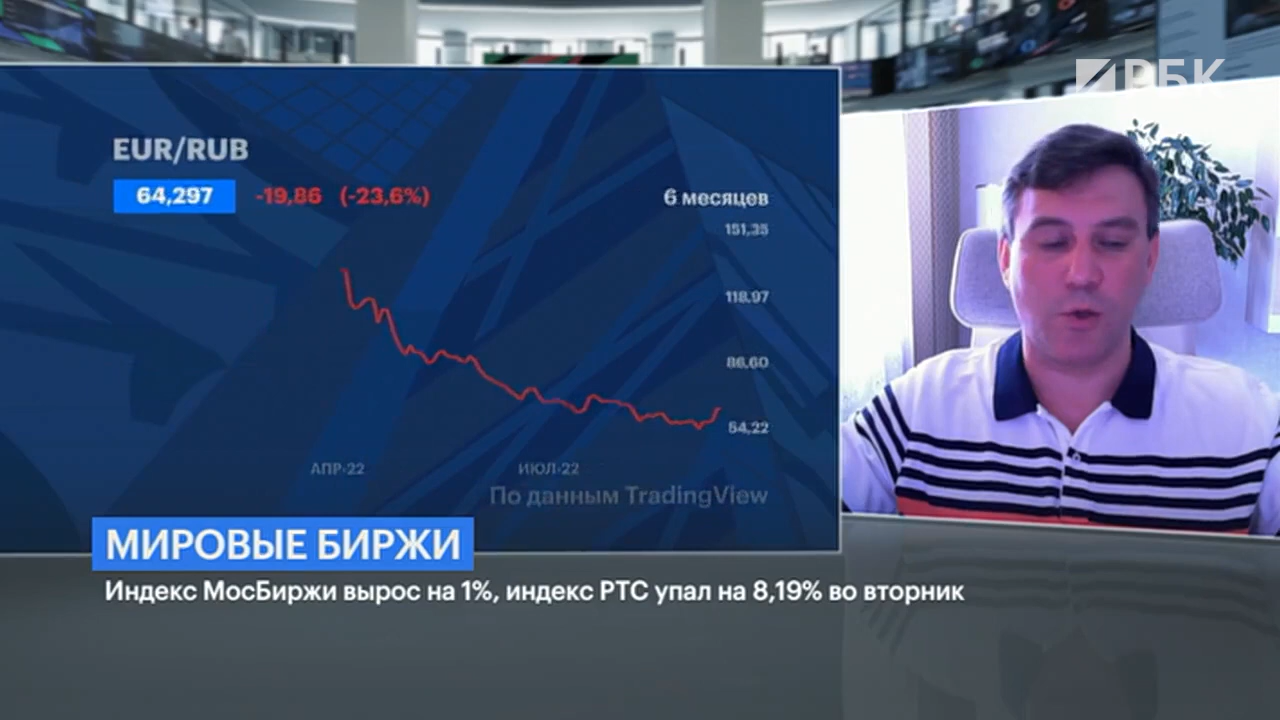 РБК
EUR/RUB
64,297 -19,86 (-23,6%)
6 месяцев
151,35
118,97
86,60
54,22
АПР-22 ИЮЛ-22
По данным TradingView
МИРОВЫЕ БИРЖИ
Индекс МосБиржи вырос на 1%, индекс РТС упал на 8,19% во вторник